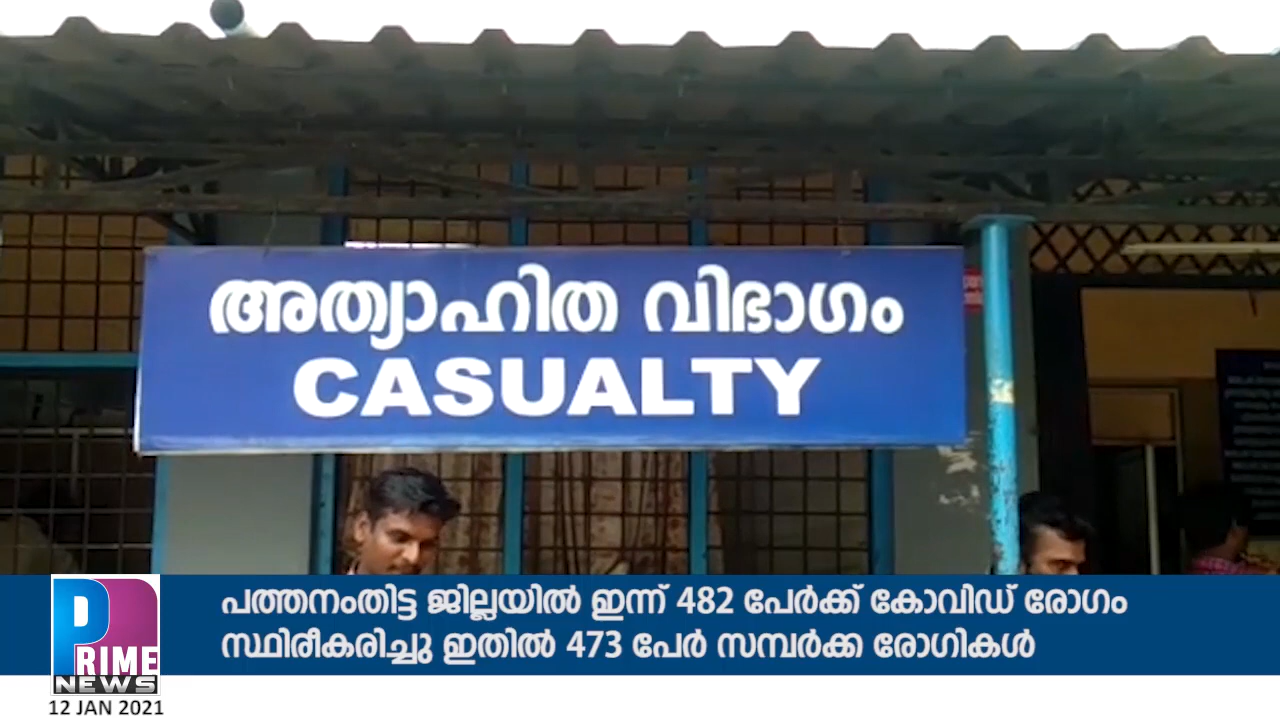 അത്യാഹിത വിഭാഗം
CASUALTY
പത്തനംതിട്ട ജില്ലയിൽ ഇന്ന് 482 പേർക്ക് കോവിഡ് രോഗം
സ്ഥിരീകരിച്ചു ഇതിൽ 473 പേർ സമ്പർക്ക രോഗികൾ
PRIME
NEWS
12 JAN 2021